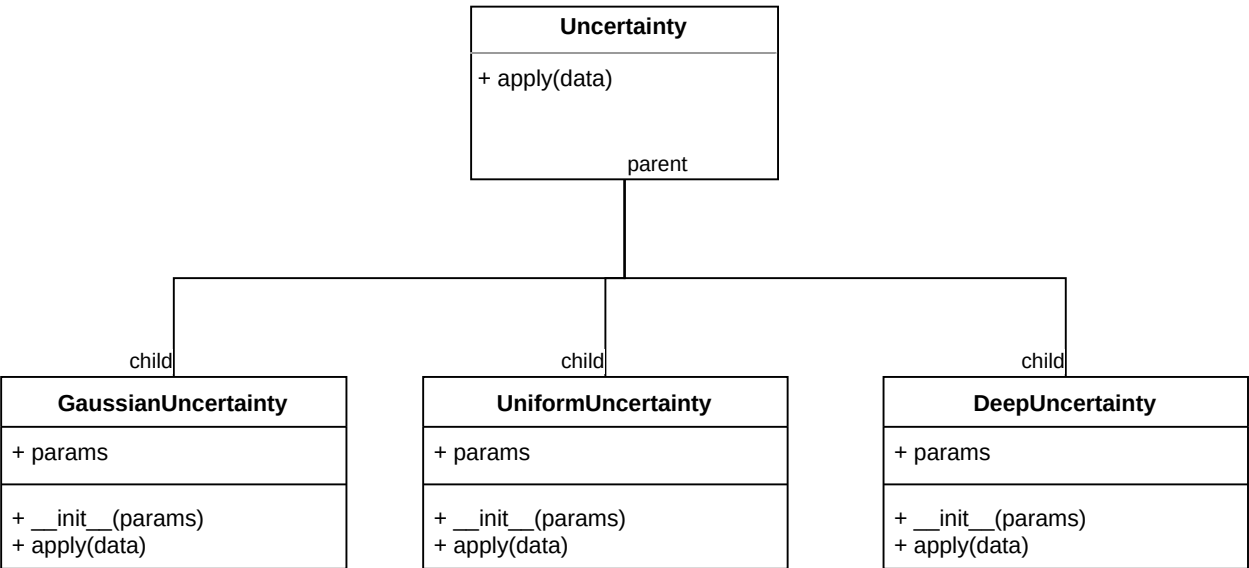 Uncertainty
+ apply(data)
parent
child
child
child
GaussianUncertainty
+ params
+ __init__(params)
+ apply(data)
UniformUncertainty
+ params
+ __init__(params)
+ apply(data)
DeepUncertainty
+ params
+ __init__(params)
+ apply(data)